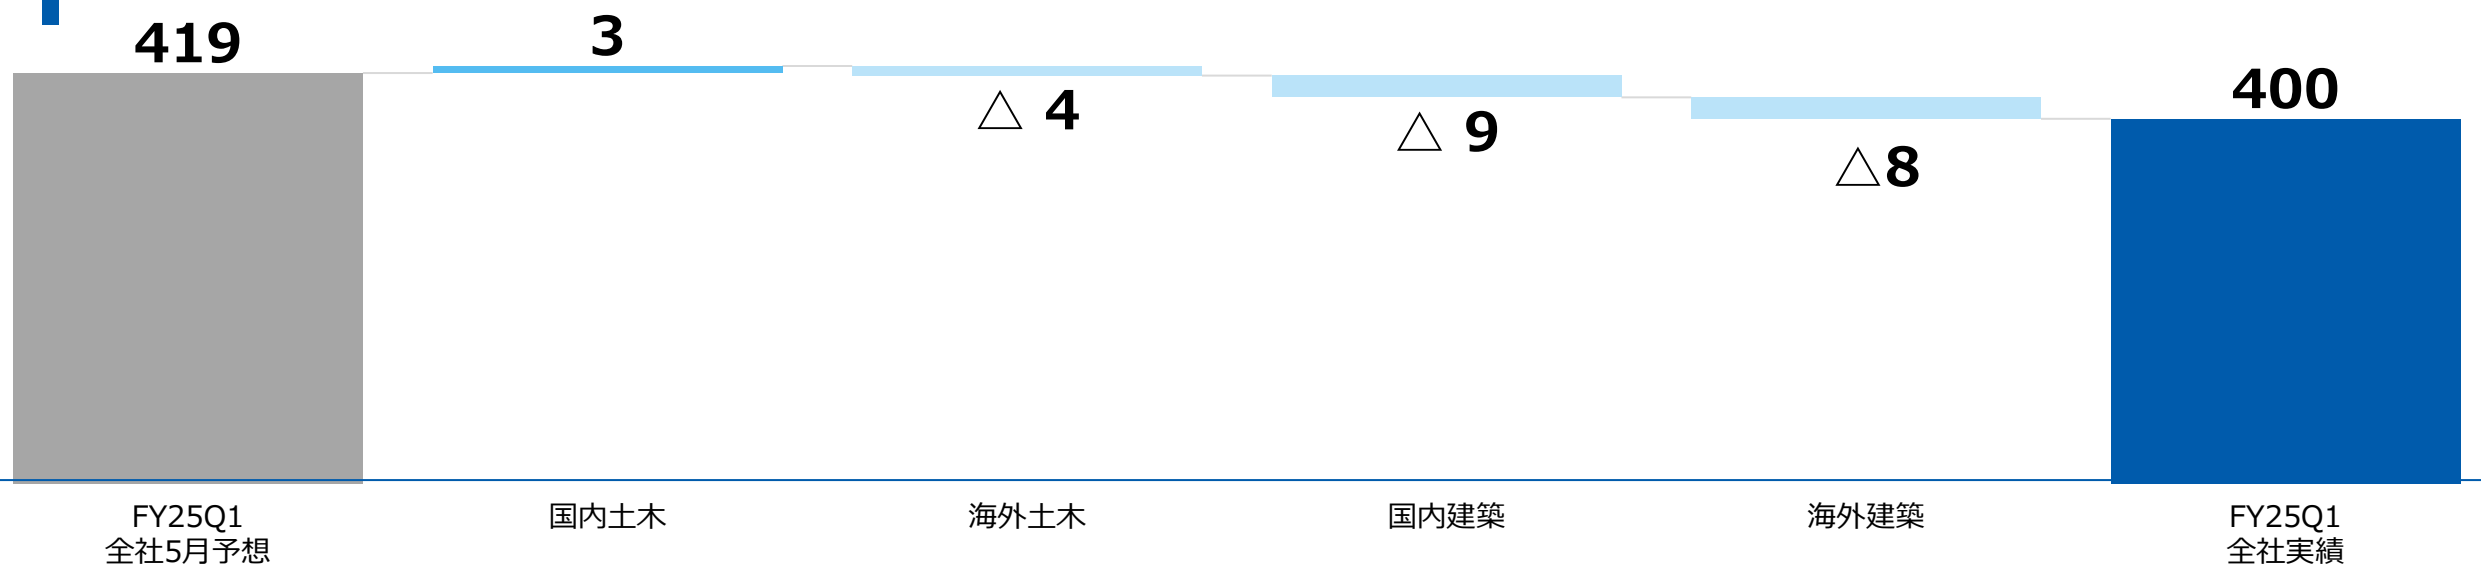 419
3
△ 4
△ 9
△8
400
FY25Q1
全社5月予想
国内土木
海外土木
国内建築
海外建築
FY25Q1
全社実績